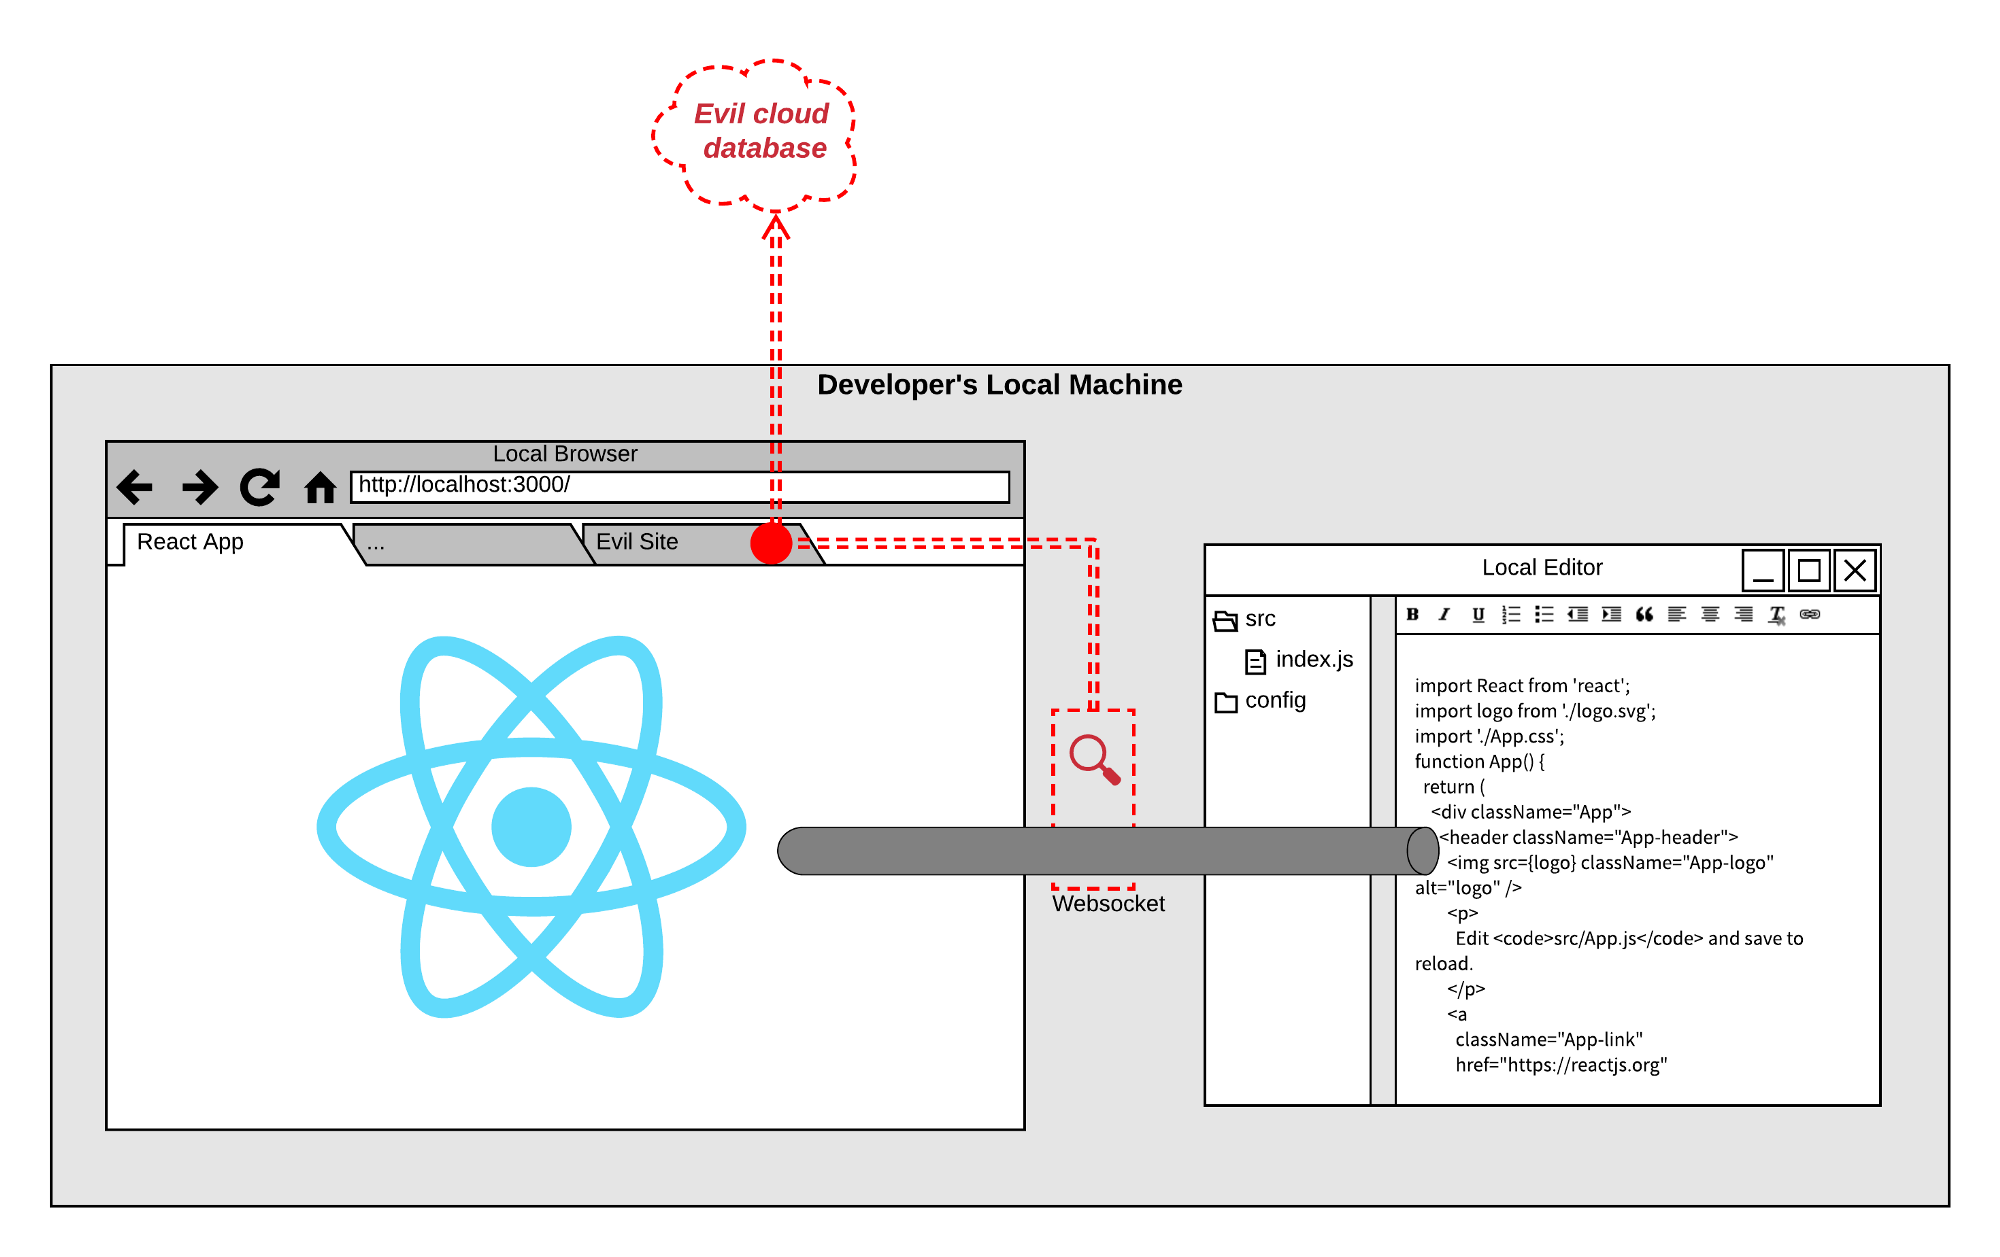 Evil cloud
database
Developer's Local Machine
Local Browser
http://localhost:3000/
React App
...
Evil Site
Websocket
Local Editor
src
index.js
config
B I U
import React from 'react';
import logo from './logo.svg';
import './App.css';
function App() {
return (
<div className="App">
<header className="App-header">
<img src={logo} className="App-logo"
alt="logo" />
<p>
Edit <code>src/App.js</code> and save to
reload.
</p>
<a
className="App-link"
href="https://reactjs.org"